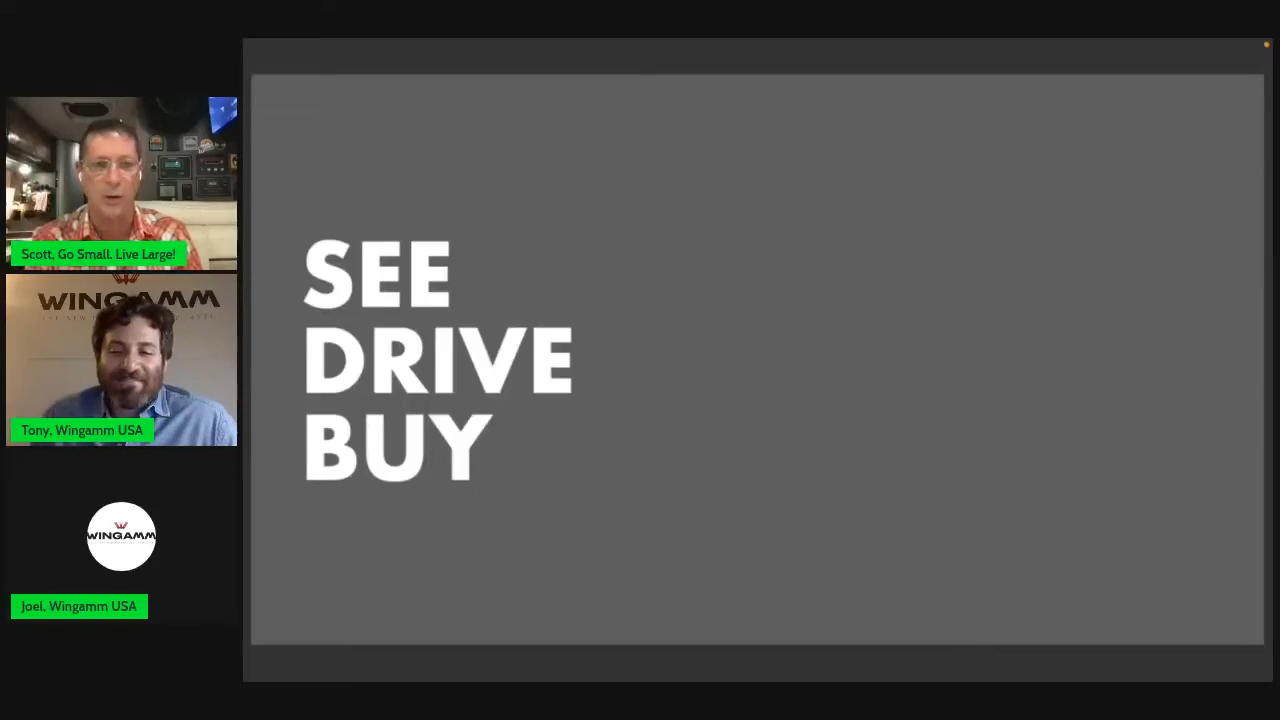 Scott, Go Small. Live Large!
WINGAMM
Tony, Wingamm USA
WINGAMM
Joel, Wingamm USA
SEE
DRIVE
BUY